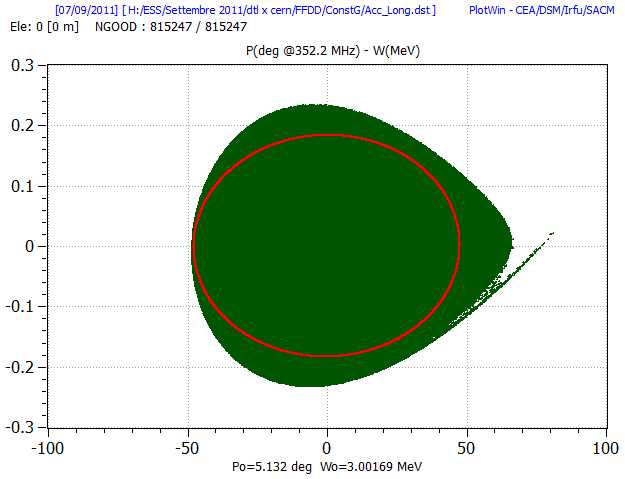 [07/09/2011] [ H:/ESS/Settembre 2011/dtl x cern/FFDD/ConstG/Acc_Long.dst ] PlotWin - CEA/DSM/Irfu/SACM
Ele: 0 [0 m] NGOOD : 815247 / 815247
P(deg @352.2 MHz) - W(MeV)
0.3
0.2
0.1
0
-0.1
-0.2
-0.3
-100 -50 0 50 100
Po=5.132 deg Wo=3.00169 MeV